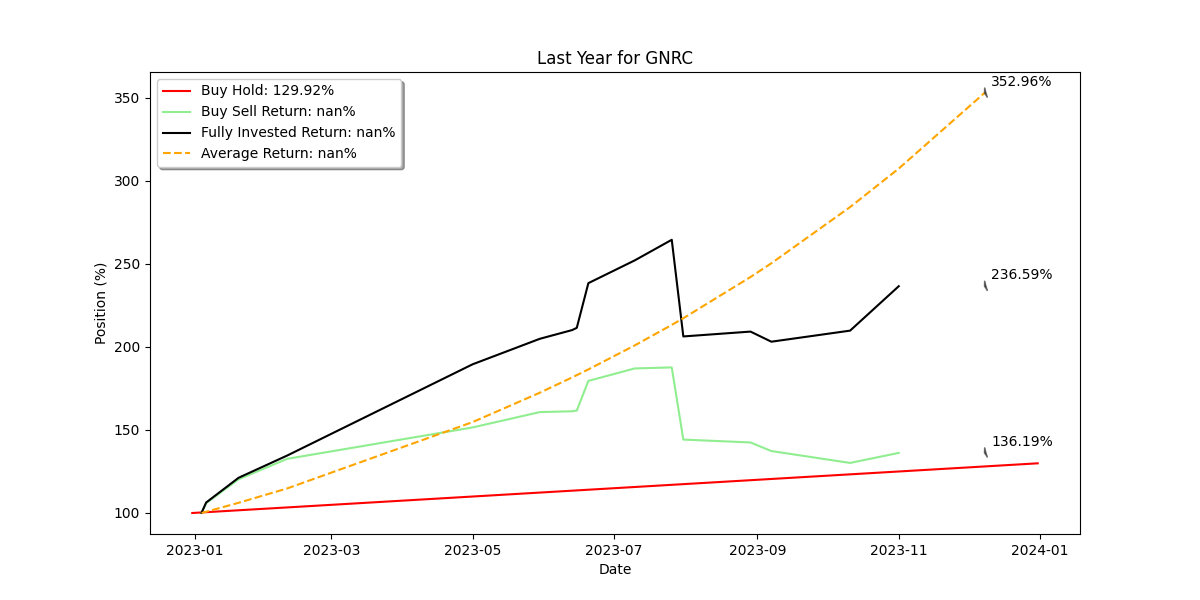 Last Year for GNRC
Buy Hold: 129.92%
Buy Sell Return: nan%
Fully Invested Return: nan%
Average Return: nan%
352.96%
236.59%
136.19%
Position (%)
350
300
250
200
150
100
2023-01
2023-03
2023-05
2023-07
2023-09
2023-11
2024-01
Date